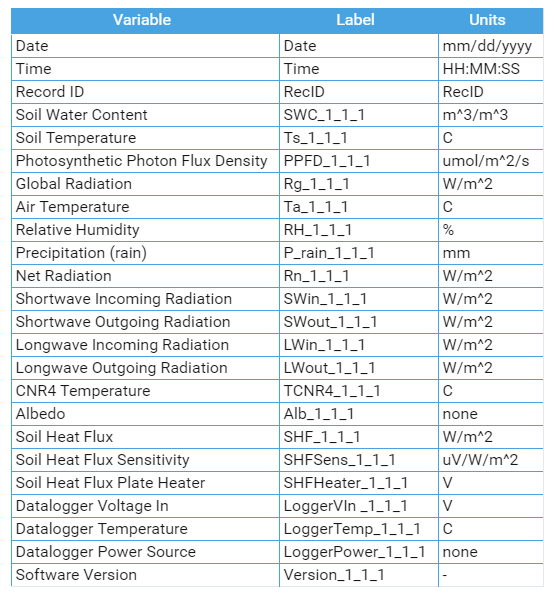 Variable Label Units
Date Date mm/dd/yyyy
Time Time HH:MM:SS
Record ID RecID RecID
Soil Water Content SWC_1_1_1 m^3/m^3
Soil Temperature Ts_1_1_1 C
Photosynthetic Photon Flux Density PPFD_1_1_1 umol/m^2/s
Global Radiation Rg_1_1_1 W/m^2
Air Temperature Ta_1_1_1 C
Relative Humidity RH_1_1_1 %
Precipitation (rain) P_rain_1_1_1 mm
Net Radiation Rn_1_1_1 W/m^2
Shortwave Incoming Radiation SWin_1_1_1 W/m^2
Shortwave Outgoing Radiation SWout_1_1_1 W/m^2
Longwave Incoming Radiation LWin_1_1_1 W/m^2
Longwave Outgoing Radiation LWout_1_1_1 W/m^2
CNR4 Temperature TCNR4_1_1_1 C
Albedo Alb_1_1_1 none
Soil Heat Flux SHF_1_1_1 W/m^2
Soil Heat Flux Sensitivity SHFSens_1_1_1 uV/W/m^2
Soil Heat Flux Plate Heater SHFHeater_1_1_1 V
Datalogger Voltage In LoggerVIn _1_1_1 V
Datalogger Temperature LoggerTemp_1_1_1 C
Datalogger Power Source LoggerPower_1_1_1 none
Software Version Version_1_1_1 -